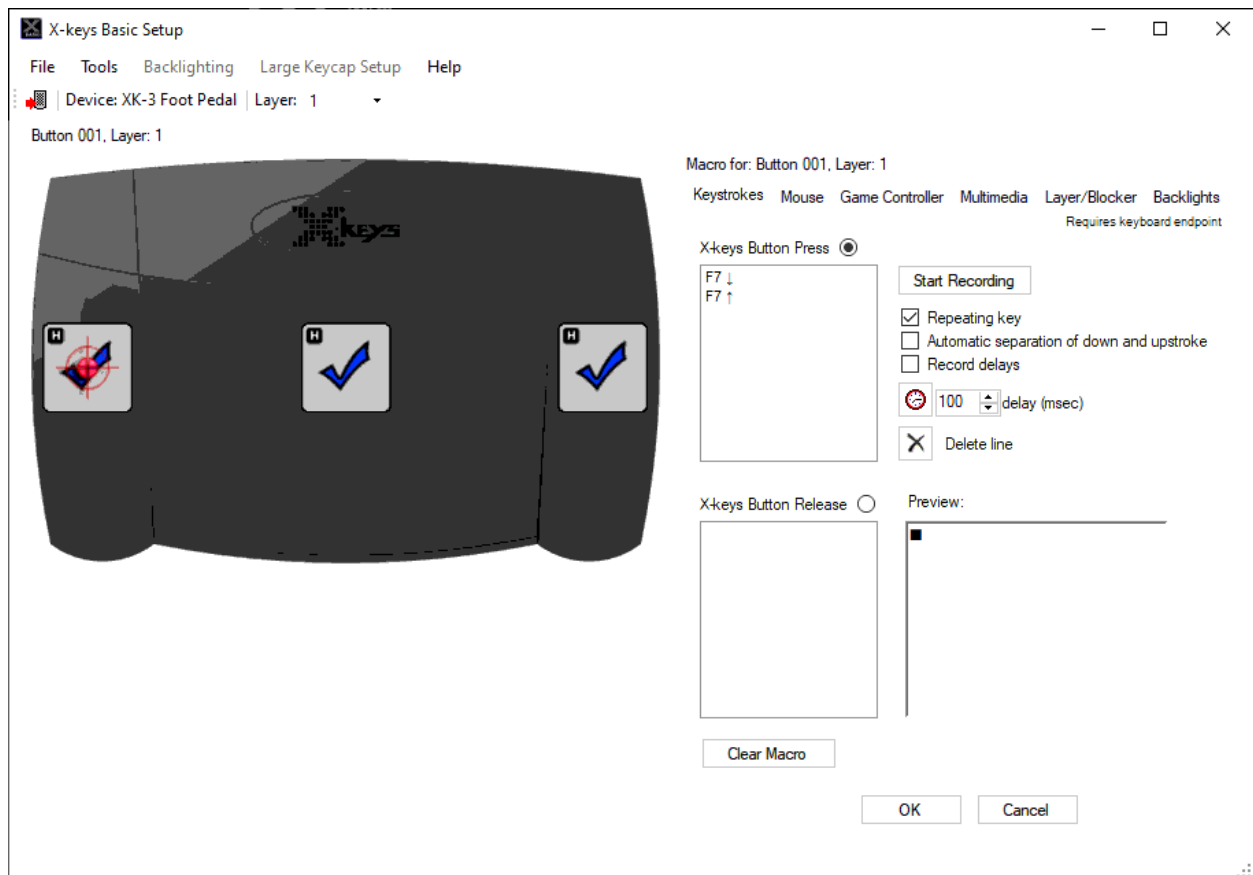 X-keys Basic Setup
File Tools Backlighting Large Keycap Setup Help
Device: XK-3 Foot Pedal Layer: 1
Button 001, Layer: 1
X-keys
H
H
H
Macro for: Button 001, Layer: 1
Keystrokes Mouse Game Controller Multimedia Layer/Blocker Backlights
Requires keyboard endpoint
X-keys Button Press
F7 ↓
F7 ↑
Start Recording
Repeating key
Automatic separation of down and upstroke
Record delays
100 delay (msec)
Delete line
X-keys Button Release
Preview:
Clear Macro
OK Cancel